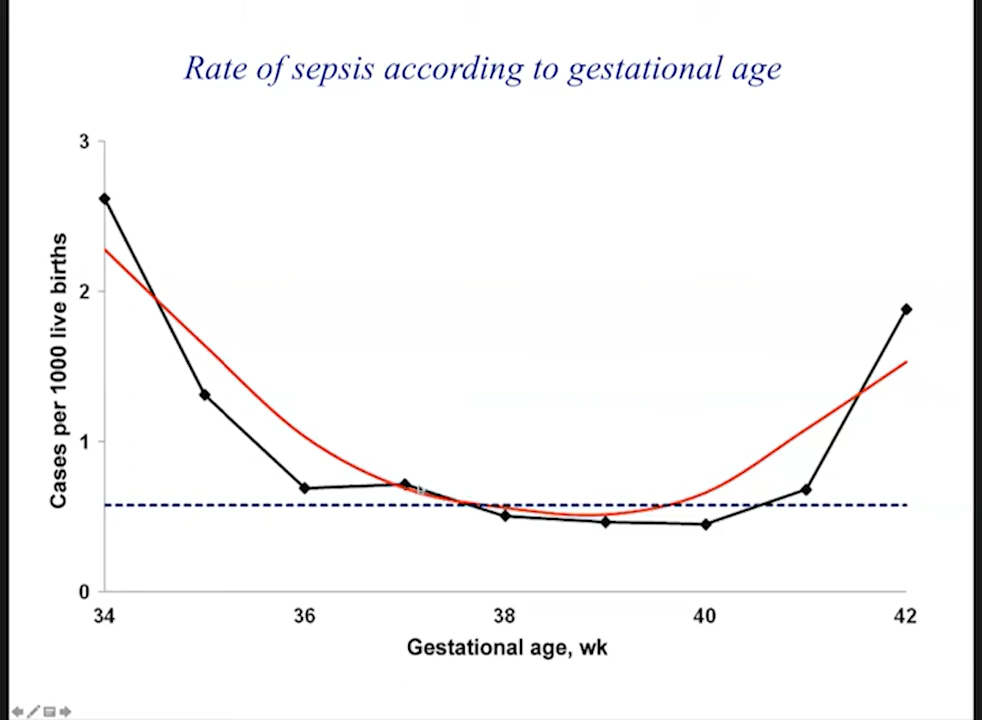 Rate of sepsis according to gestational age
3
2
1
0
Cases per 1000 live births
34 36 38 40 42
Gestational age, wk